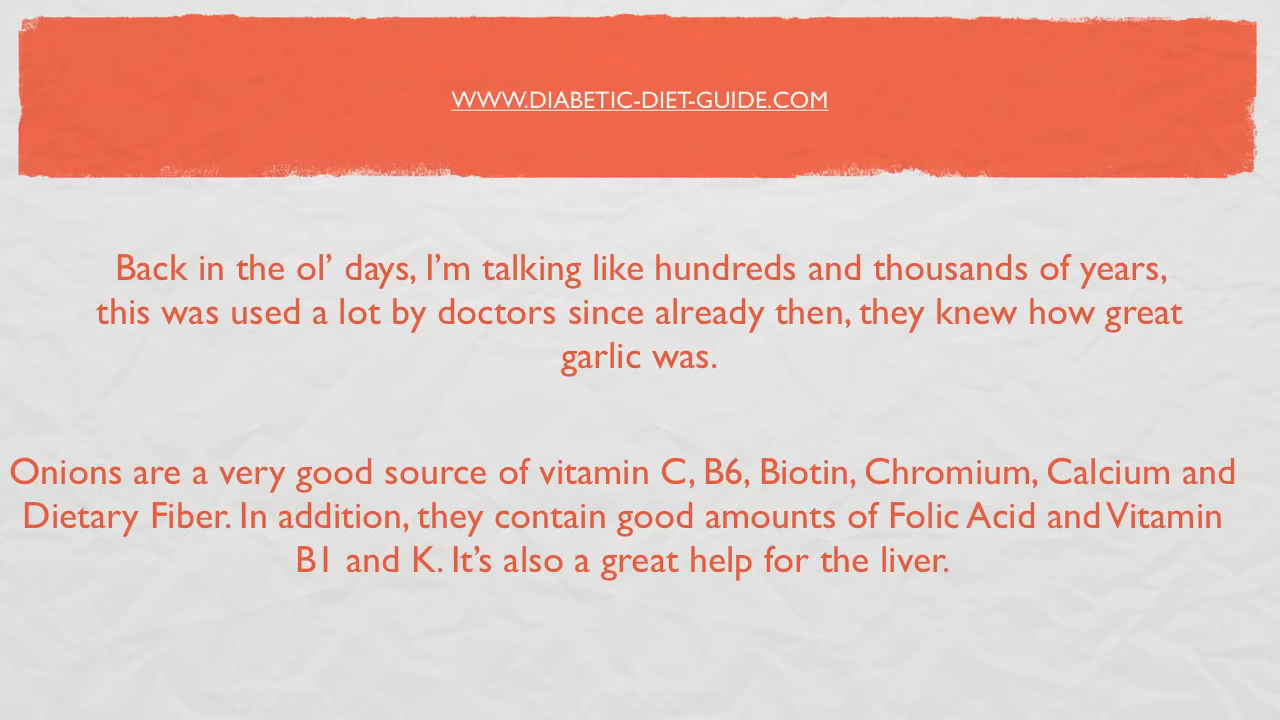 WWW.DIABETIC-DIET-GUIDE.COM
Back in the ol’ days, I’m talking like hundreds and thousands of years,
this was used a lot by doctors since already then, they knew how great
garlic was.
Onions are a very good source of vitamin C, B6, Biotin, Chromium, Calcium and
Dietary Fiber. In addition, they contain good amounts of Folic Acid and Vitamin
B1 and K. It’s also a great help for the liver.